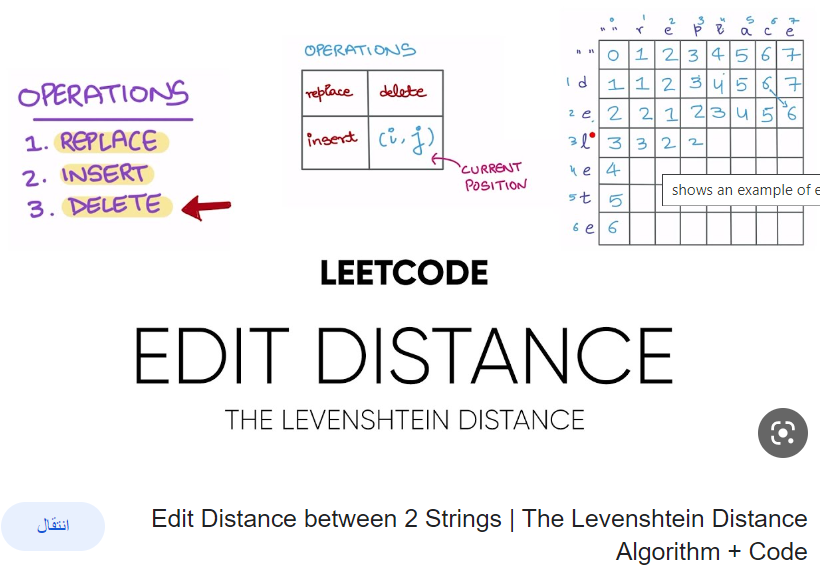 OPERATIONS
1. REPLACE
2. INSERT
3. DELETE
OPERATIONS
replace delete
insert (i, j)
CURRENT
POSITION
0 1 2 3 4 5 6 7
" " r e p l a c e
" " 0 1 2 3 4 5 6 7
1 d 1 1 2 3 4 5 6 7
2 e 2 2 1 2 3 4 5 6
3 l 3 3 2 2
4 e 4
5 t 5
6 e 6
shows an example of e
LEETCODE
EDIT DISTANCE
THE LEVENSHTEIN DISTANCE
انتقال
Edit Distance between 2 Strings | The Levenshtein Distance
Algorithm + Code